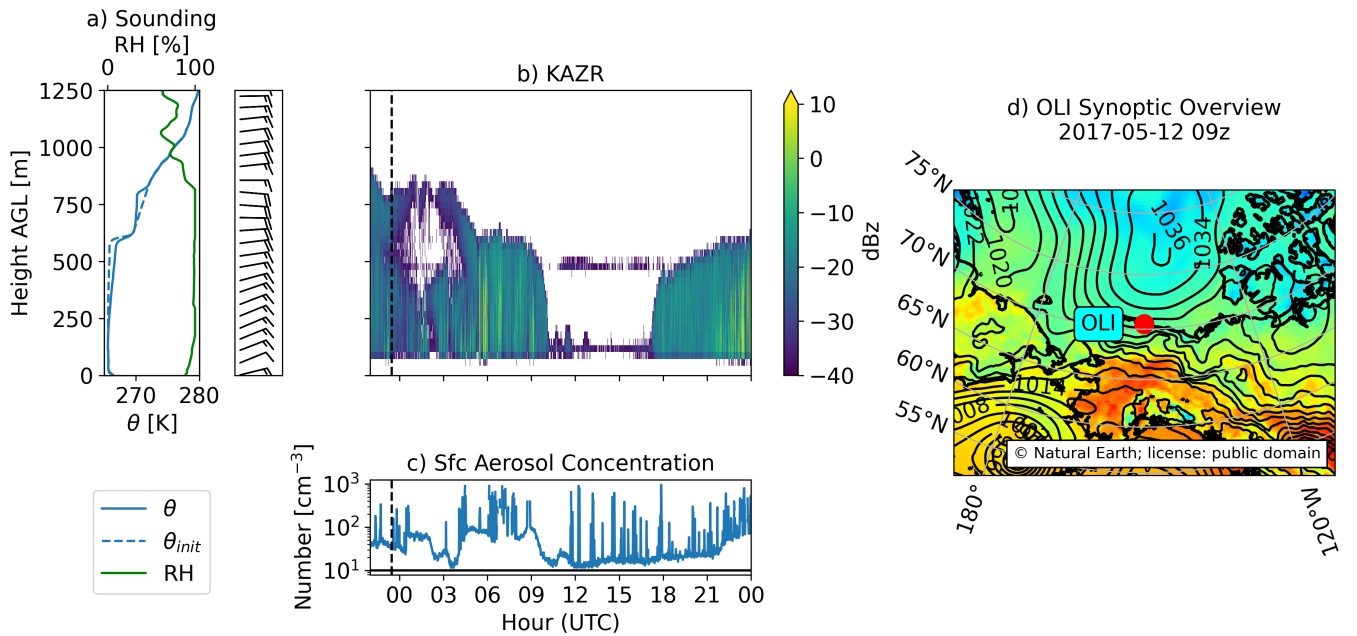 a) Sounding
RH [%]
0 100
1250
1000
750
500
250
0
Height AGL [m]
270 280
θ [K]
θ
θinit
RH
b) KAZR
10
0
−10
−20
−30
−40
dBz
c) Sfc Aerosol Concentration
10³
10²
10¹
Number [cm⁻³]
00 03 06 09 12 15 18 21 00
Hour (UTC)
d) OLI Synoptic Overview
2017-05-12 09z
75°N
70°N
65°N
60°N
55°N
180°
120°W
1036
1034
1020
1014
OLI
© Natural Earth; license: public domain